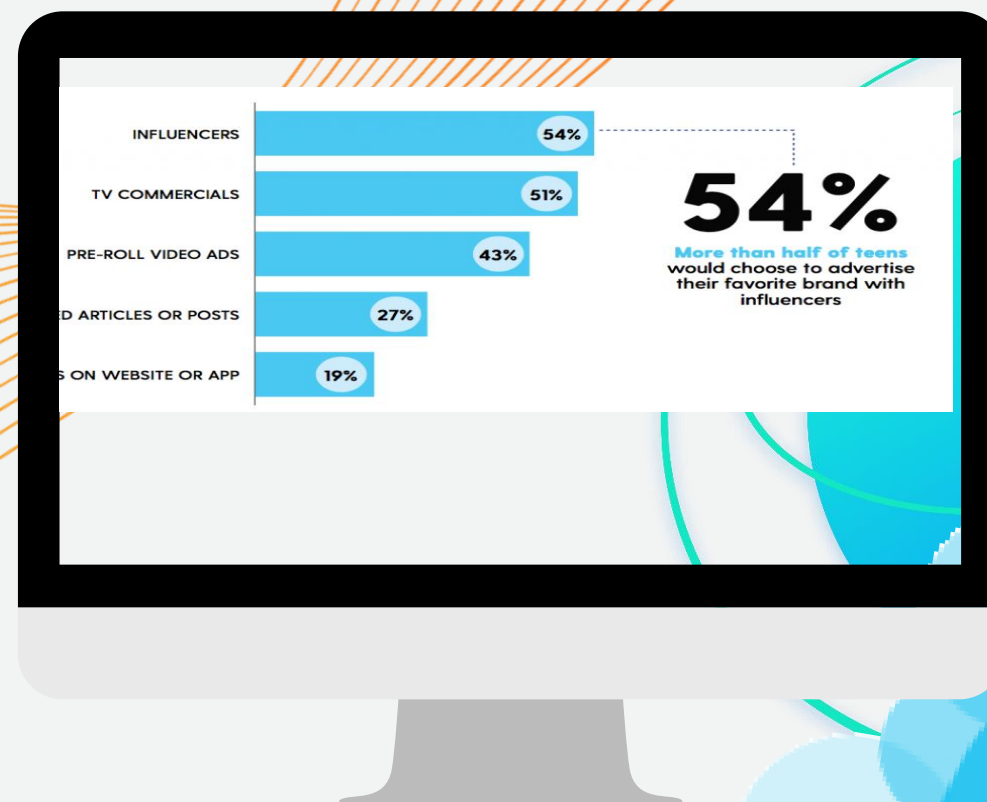 INFLUENCERS 54%
TV COMMERCIALS 51%
PRE-ROLL VIDEO ADS 43%
ARTICLES OR POSTS 27%
ON WEBSITE OR APP 19%
54%
More than half of teens
would choose to advertise
their favorite brand with
influencers